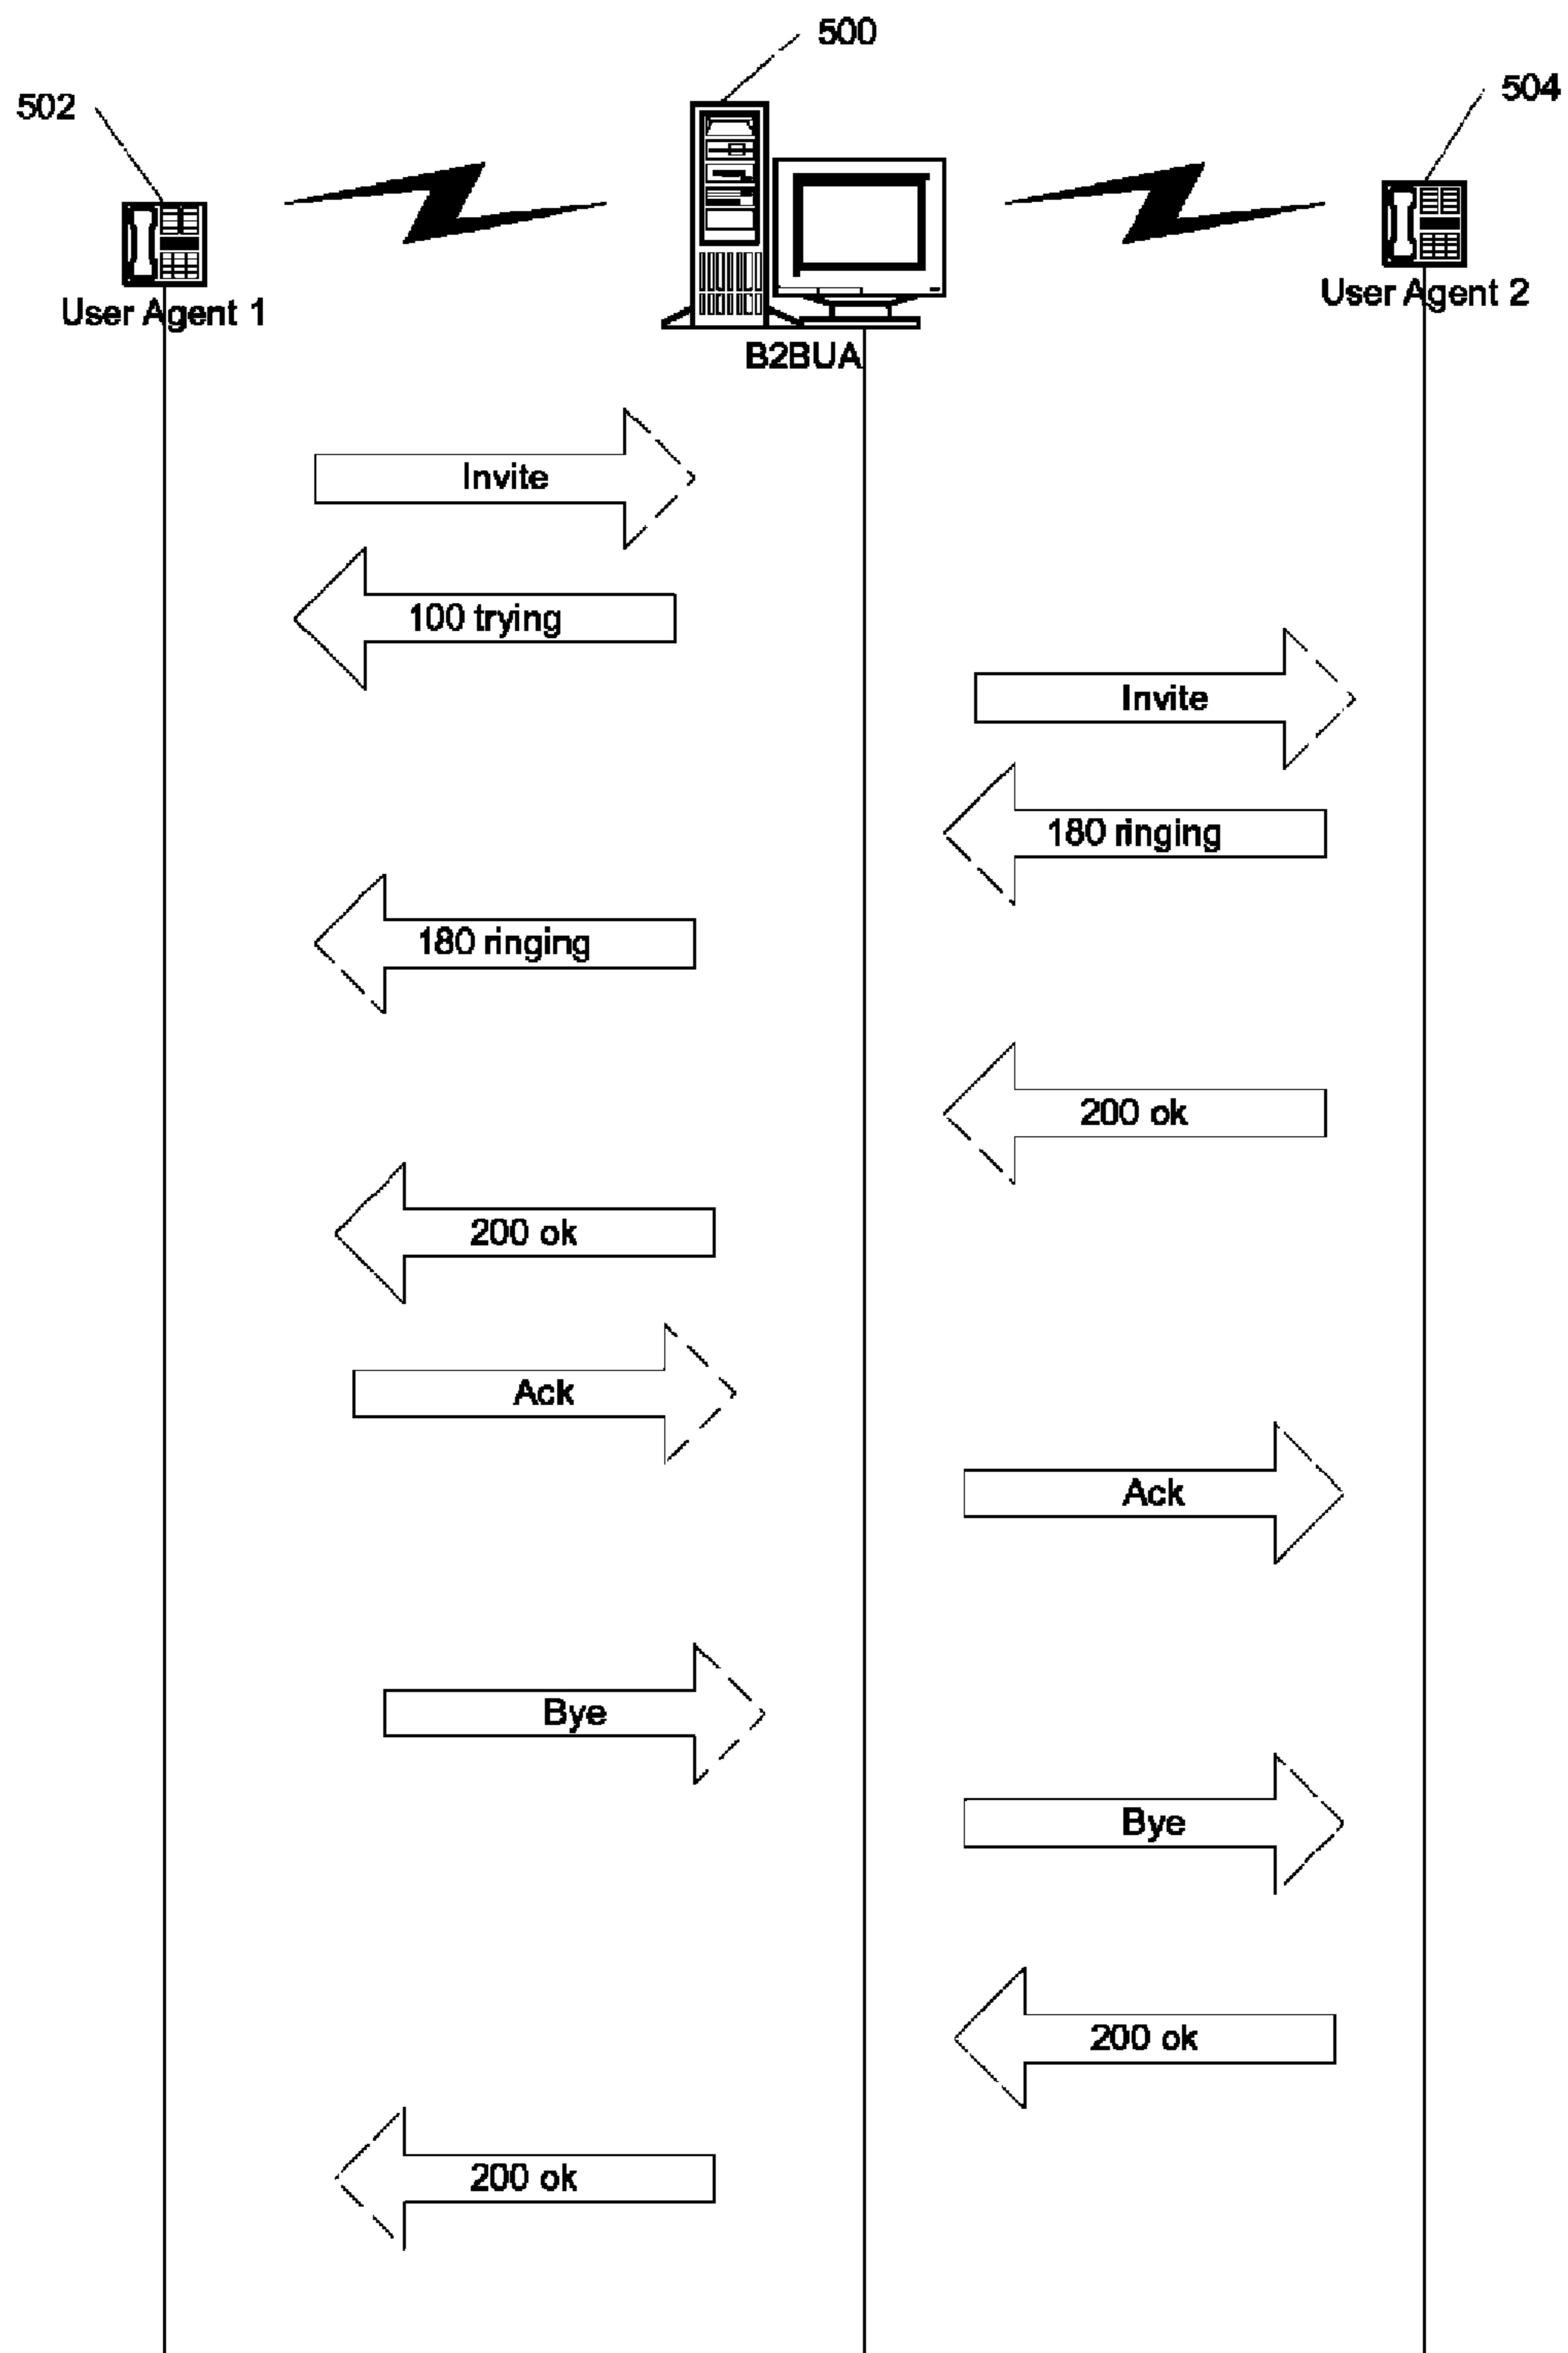 500
502
504
User Agent 1
User Agent 2
B2BUA
Invite
100 trying
Invite
180 ringing
180 ringing
200 ok
200 ok
Ack
Ack
Bye
Bye
200 ok
200 ok